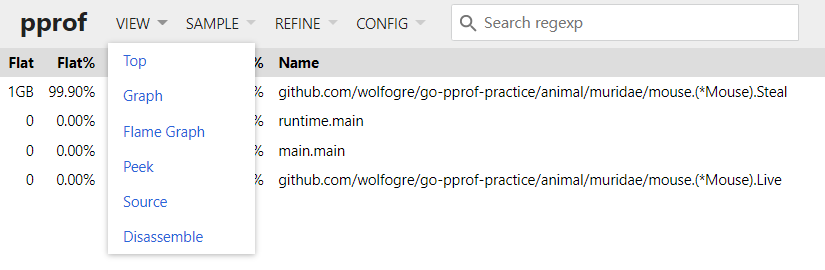 pprof VIEW SAMPLE REFINE CONFIG Search regexp
Flat Flat% % Name
Top
1GB 99.90% % github.com/wolfogre/go-pprof-practice/animal/muridae/mouse.(*Mouse).Steal
Graph
0 0.00% % runtime.main
Flame Graph
0 0.00% % main.main
Peek
0 0.00% % github.com/wolfogre/go-pprof-practice/animal/muridae/mouse.(*Mouse).Live
Source
Disassemble